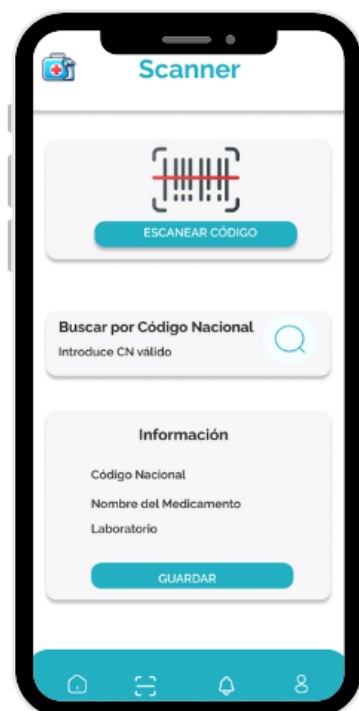 Scanner
ESCANEAR CÓDIGO
Buscar por Código Nacional
Introduce CN válido
Información
Código Nacional
Nombre del Medicamento
Laboratorio
GUARDAR